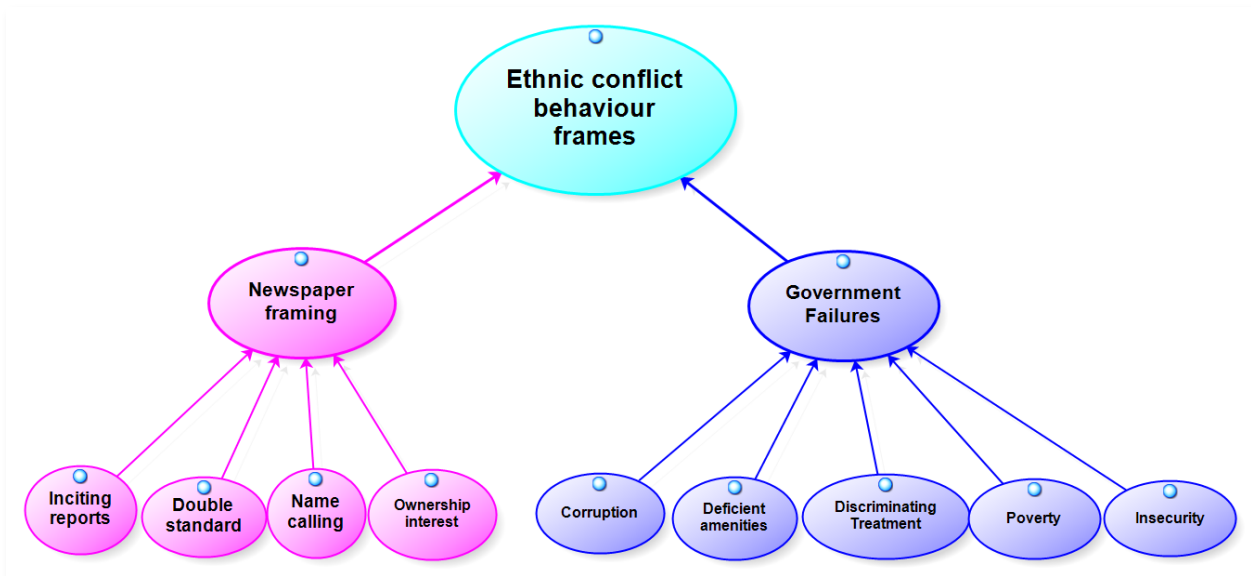 Ethnic conflict
behaviour
frames
Newspaper
framing
Government
Failures
Inciting
reports
Double
standard
Name
calling
Ownership
interest
Corruption
Deficient
amenities
Discriminating
Treatment
Poverty
Insecurity